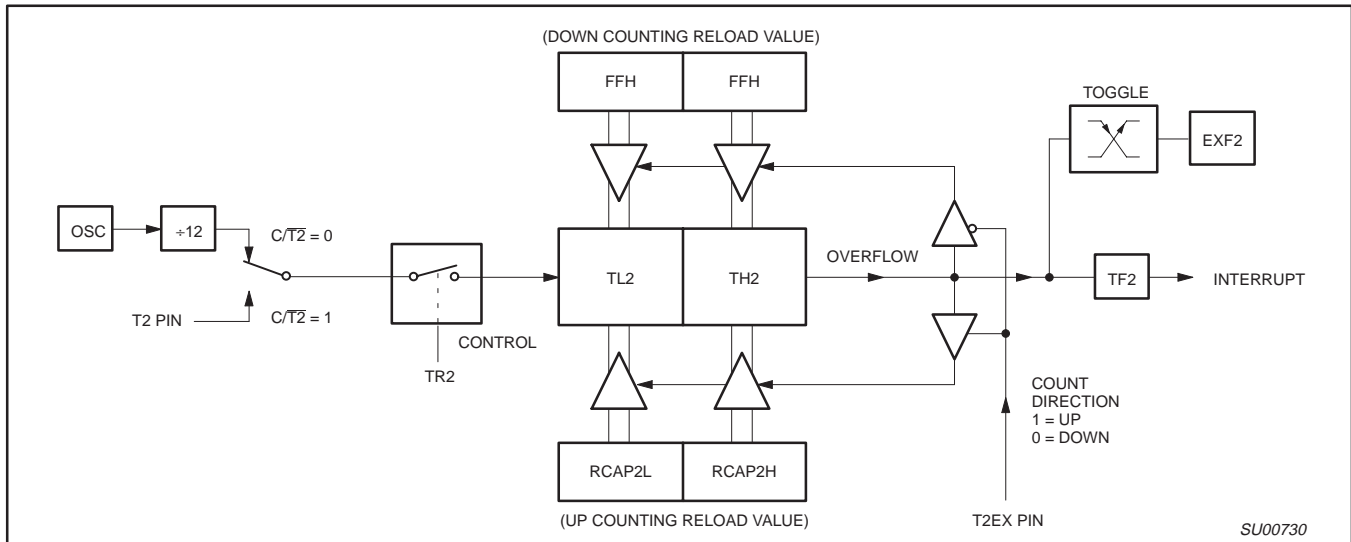 (DOWN COUNTING RELOAD VALUE)
FFH
FFH
TOGGLE
EXF2
OSC
÷12
C/T2̅ = 0
T2 PIN
C/T2̅ = 1
CONTROL
TR2
TL2
TH2
OVERFLOW
TF2
INTERRUPT
COUNT
DIRECTION
1 = UP
0 = DOWN
RCAP2L
RCAP2H
(UP COUNTING RELOAD VALUE)
T2EX PIN
SU00730